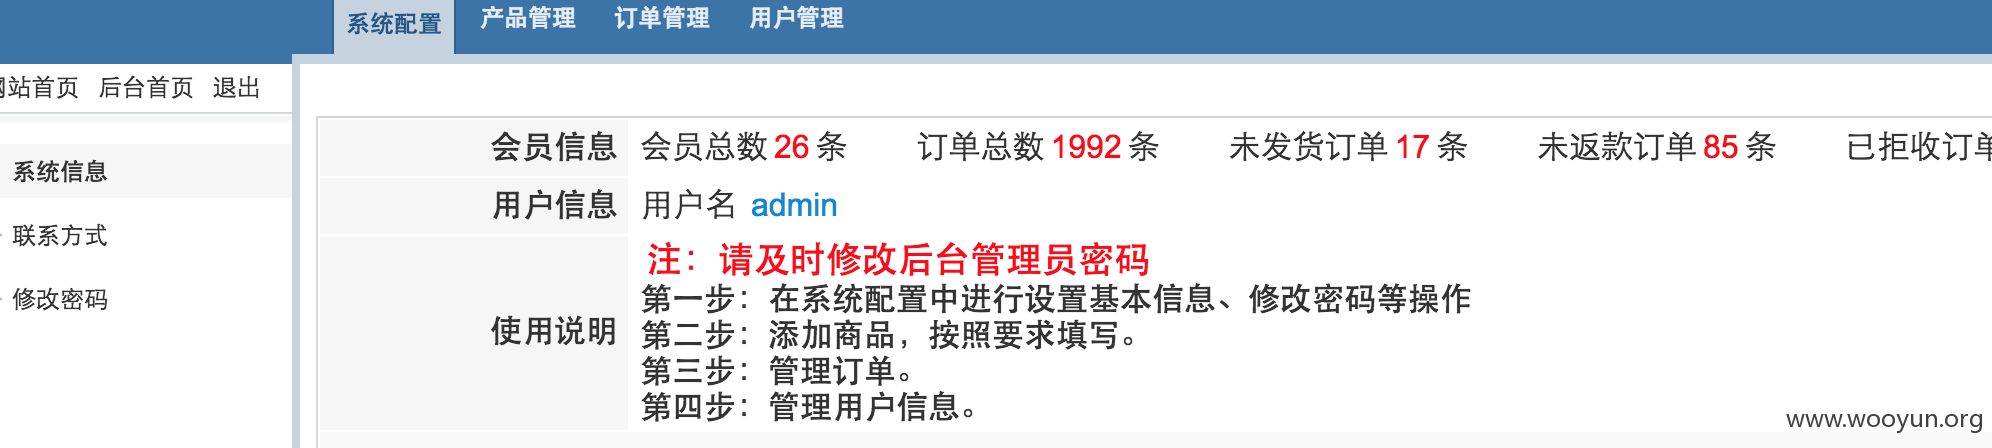 系统配置 产品管理 订单管理 用户管理
网站首页 后台首页 退出
系统信息
联系方式
修改密码
会员信息 会员总数 26 条 订单总数 1992 条 未发货订单 17 条 未返款订单 85 条 已拒收订单
用户信息 用户名 admin
使用说明
注：请及时修改后台管理员密码
第一步：在系统配置中进行设置基本信息、修改密码等操作
第二步：添加商品，按照要求填写。
第三步：管理订单。
第四步：管理用户信息。
www.wooyun.org